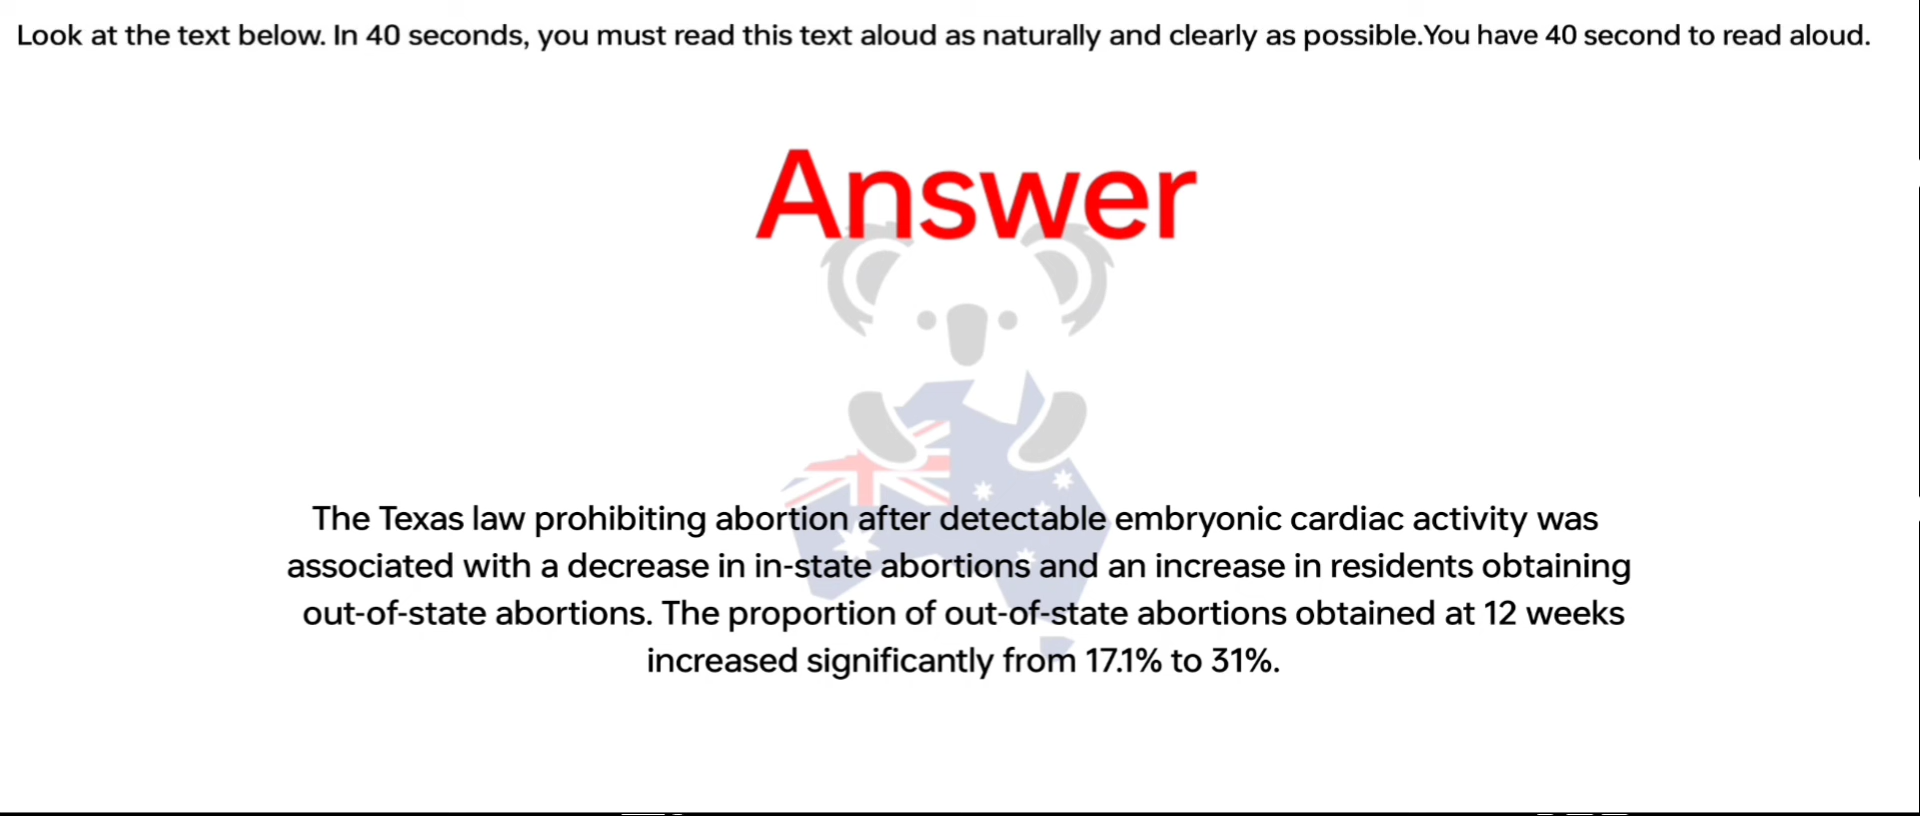 Look at the text below. In 40 seconds, you must read this text aloud as naturally and clearly as possible.You have 40 second to read aloud.
Answer
The Texas law prohibiting abortion after detectable embryonic cardiac activity was
associated with a decrease in in-state abortions and an increase in residents obtaining
out-of-state abortions. The proportion of out-of-state abortions obtained at 12 weeks
increased significantly from 17.1% to 31%.